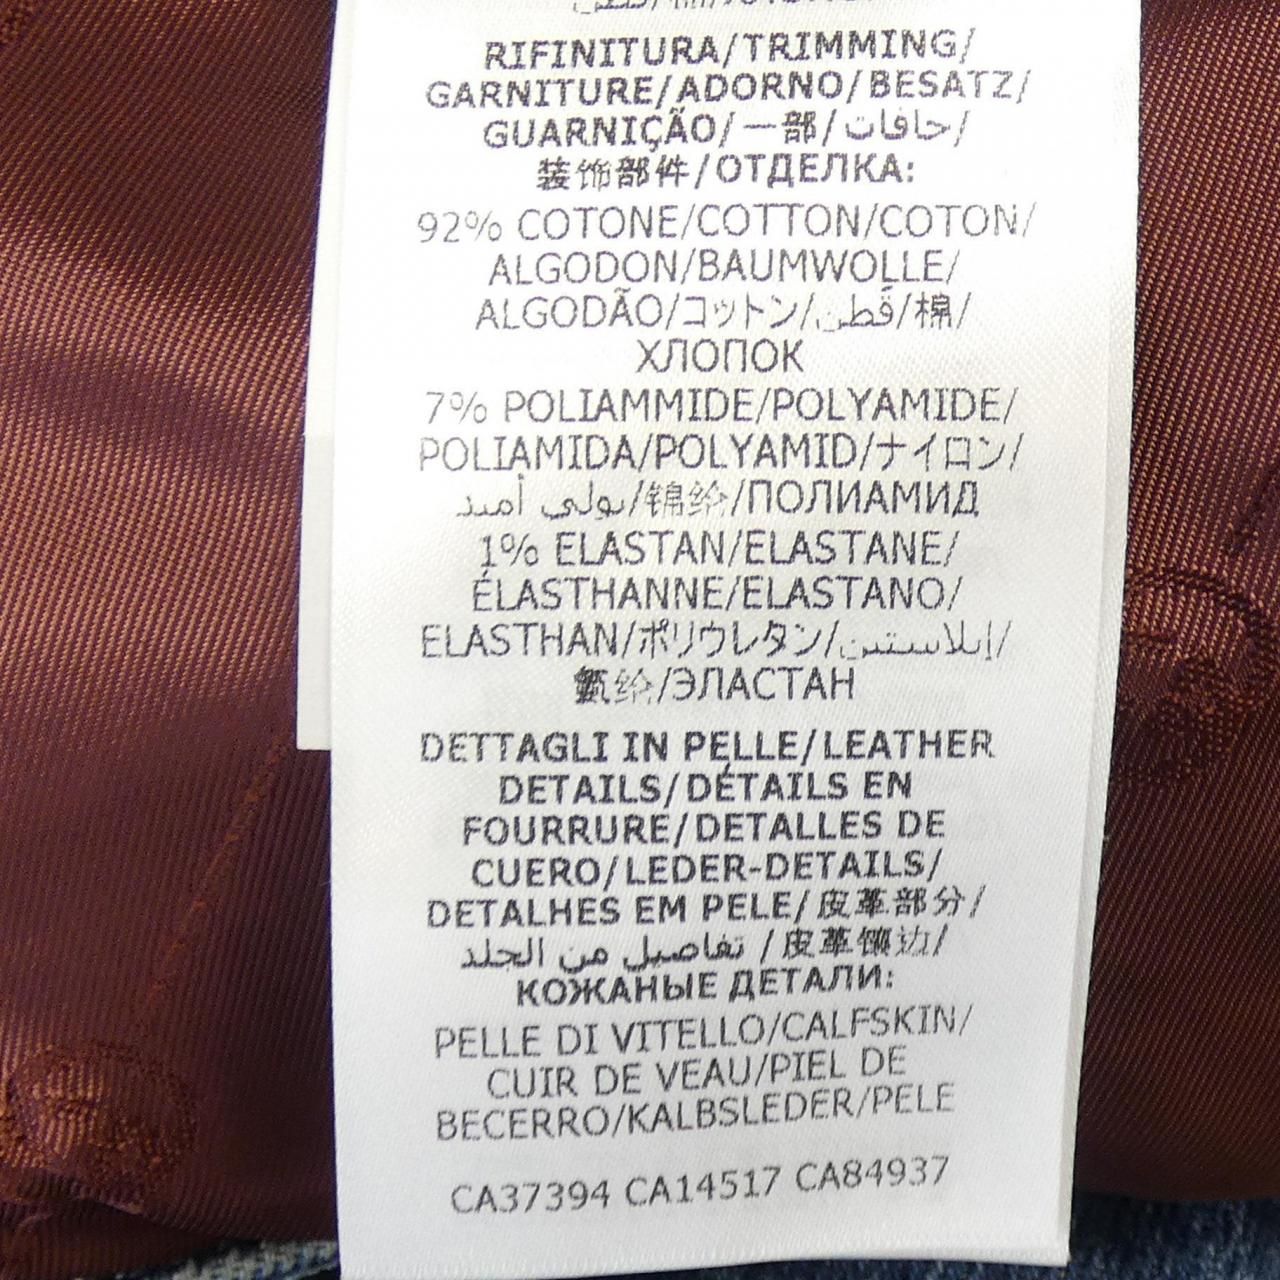 RIFINITURA/TRIMMING/
GARNITURE/ADORNO/BESATZ/
GUARNIÇÃO/一部/حافات/
装饰部件/ОТДЕЛКА:
92% COTONE/COTTON/COTON/
ALGODON/BAUMWOLLE/
ALGODÃO/コットン/قطن/棉/
ХЛОПОК
7% POLIAMMIDE/POLYAMIDE/
POLIAMIDA/POLYAMID/ナイロン/
بولي أميد/锦纶/ПОЛИАМИД
1% ELASTAN/ELASTANE/
ÉLASTHANNE/ELASTANO/
ELASTHAN/ポリウレタン/إيلاستين/
氨纶/ЭЛАСТАН
DETTAGLI IN PELLE/LEATHER
DETAILS/DÉTAILS EN
FOURRURE/DETALLES DE
CUERO/LEDER-DETAILS/
DETALHES EM PELE/皮革部分/
تفاصيل من الجلد /皮革镶边/
КОЖАНЫЕ ДЕТАЛИ:
PELLE DI VITELLO/CALFSKIN/
CUIR DE VEAU/PIEL DE
BECERRO/KALBSLEDER/PELE
CA37394 CA14517 CA84937